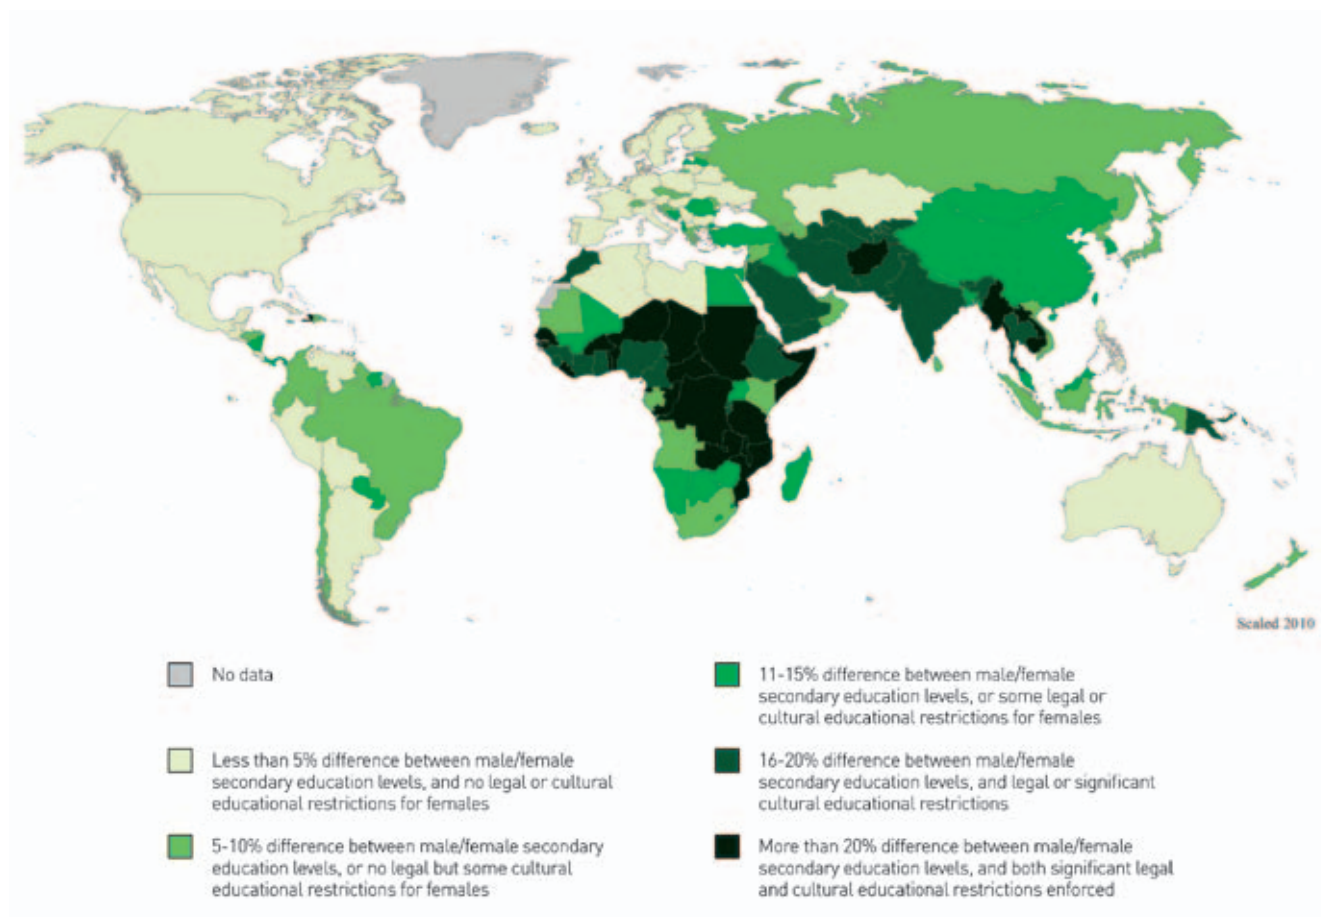 Scaled 2010
No data
Less than 5% difference between male/female
secondary education levels, and no legal or cultural
educational restrictions for females
5-10% difference between male/female secondary
education levels, or no legal but some cultural
educational restrictions for females
11-15% difference between male/female
secondary education levels, or some legal or
cultural educational restrictions for females
16-20% difference between male/female
secondary education levels, and legal or significant
cultural educational restrictions
More than 20% difference between male/female
secondary education levels, and both significant legal
and cultural educational restrictions enforced